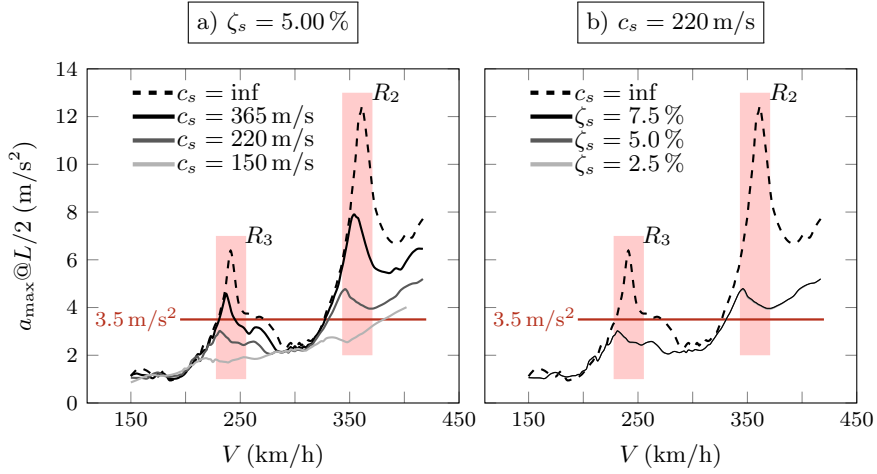 a) ζₛ = 5.00 %
b) cₛ = 220 m/s
14
12
10
8
6
4
2
0
a_max@L/2 (m/s²)
cₛ = inf
cₛ = 365 m/s
cₛ = 220 m/s
cₛ = 150 m/s
R₂
R₃
3.5 m/s²
150
250
350
450
V (km/h)
cₛ = inf
ζₛ = 7.5 %
ζₛ = 5.0 %
ζₛ = 2.5 %
R₂
R₃
3.5 m/s²
150
250
350
450
V (km/h)